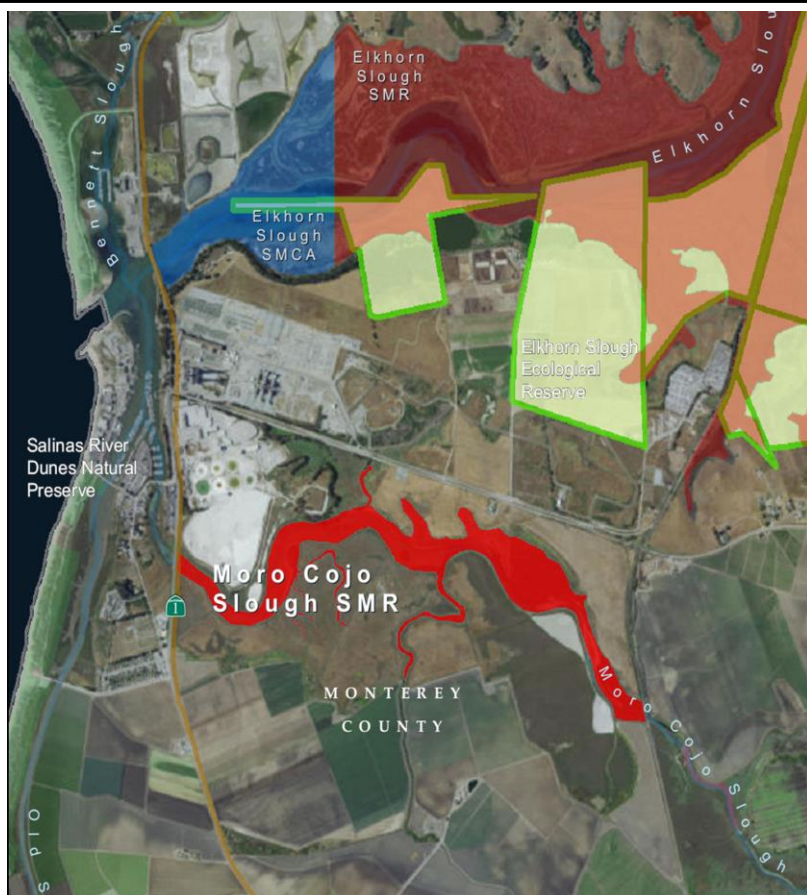 Elkhorn
Slough
SMR
Elkhorn Slou
Bennett Slough
Elkhorn
Slough
SMCA
Elkhorn Slough
Ecological
Reserve
Salinas River
Dunes Natural
Preserve
Moro Cojo
Slough SMR
1
MONTEREY
COUNTY
Moro Cojo Slough
Old S